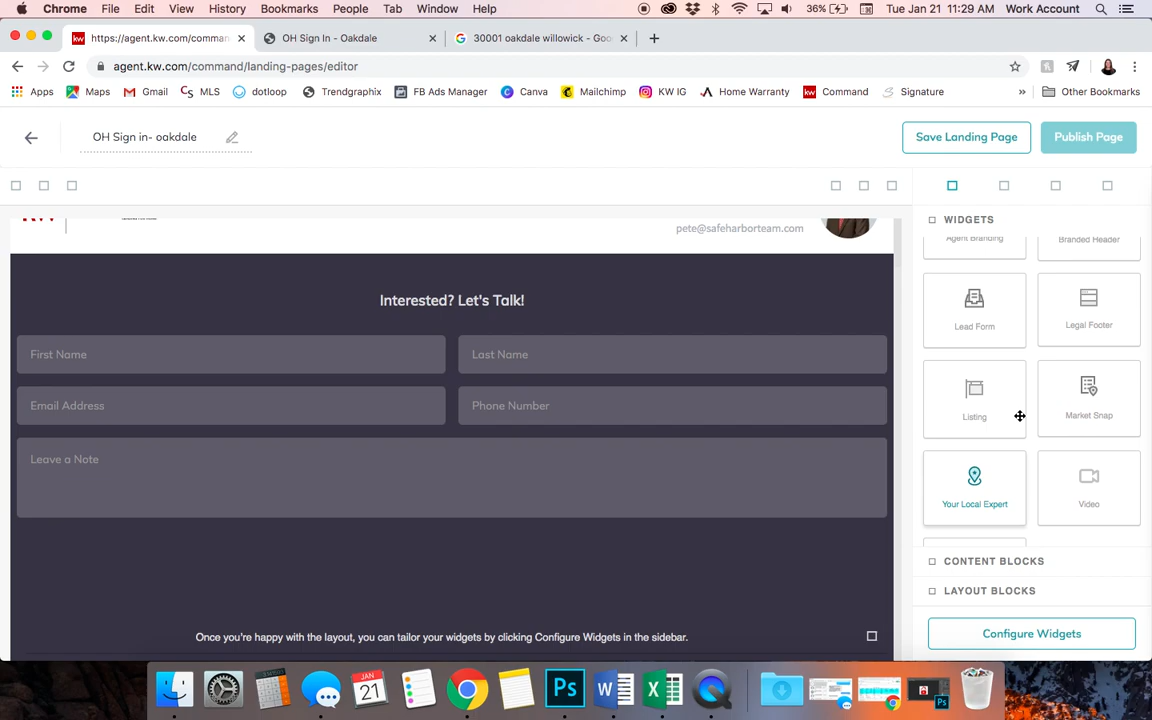 Chrome File Edit View History Bookmarks People Tab Window Help 36% Tue Jan 21 11:29 AM Work Account
https://agent.kw.com/comman OH Sign In - Oakdale 30001 oakdale willowick - Goo
agent.kw.com/command/landing-pages/editor
Apps Maps Gmail MLS dotloop Trendgraphix FB Ads Manager Canva Mailchimp KW IG Home Warranty Command Signature » Other Bookmarks
OH Sign in- oakdale Save Landing Page Publish Page
WIDGETS
pete@safeharborteam.com
Agent Branding Branded Header
Interested? Let's Talk!
Lead Form Legal Footer
First Name Last Name
Email Address Phone Number
Listing Market Snap
Leave a Note
Your Local Expert Video
CONTENT BLOCKS
LAYOUT BLOCKS
Once you're happy with the layout, you can tailor your widgets by clicking Configure Widgets in the sidebar.
Configure Widgets
JAN
21
Ps W X